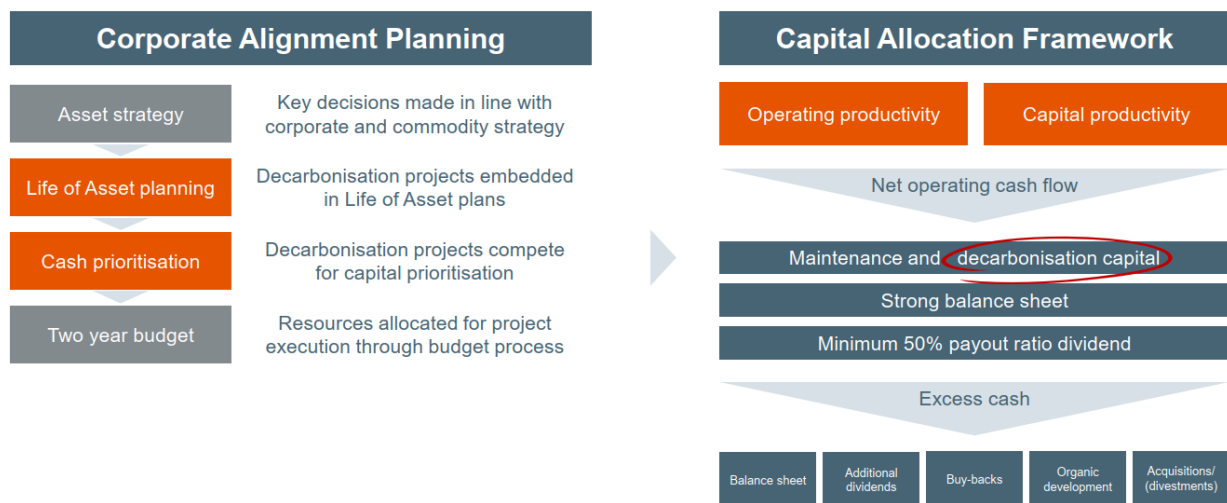 Corporate Alignment Planning
Asset strategy
Key decisions made in line with
corporate and commodity strategy
Life of Asset planning
Decarbonisation projects embedded
in Life of Asset plans
Cash prioritisation
Decarbonisation projects compete
for capital prioritisation
Two year budget
Resources allocated for project
execution through budget process
Capital Allocation Framework
Operating productivity
Capital productivity
Net operating cash flow
Maintenance and decarbonisation capital
Strong balance sheet
Minimum 50% payout ratio dividend
Excess cash
Balance sheet
Additional
dividends
Buy-backs
Organic
development
Acquisitions/
(divestments)